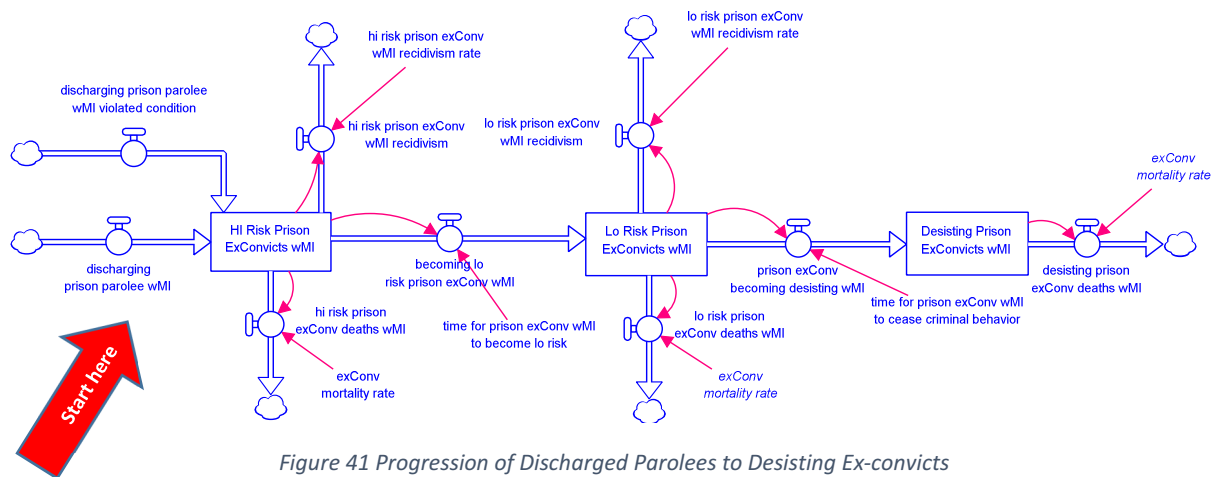 hi risk prison exConv
wMI recidivism rate
lo risk prison exConv
wMI recidivism rate
discharging prison parolee
wMI violated condition
hi risk prison exConv
wMI recidivism
lo risk prison exConv
wMI recidivism
exConv
mortality rate
HI Risk Prison
ExConvicts wMI
Lo Risk Prison
ExConvicts wMI
Desisting Prison
ExConvicts wMI
discharging
prison parolee wMI
becoming lo
risk prison exConv wMI
prison exConv
becoming desisting wMI
desisting prison
exConv deaths wMI
hi risk prison
exConv deaths wMI
time for prison exConv wMI
to become lo risk
lo risk prison
exConv deaths wMI
time for prison exConv wMI
to cease criminal behavior
exConv
mortality rate
exConv
mortality rate
Start here
Figure 41 Progression of Discharged Parolees to Desisting Ex-convicts